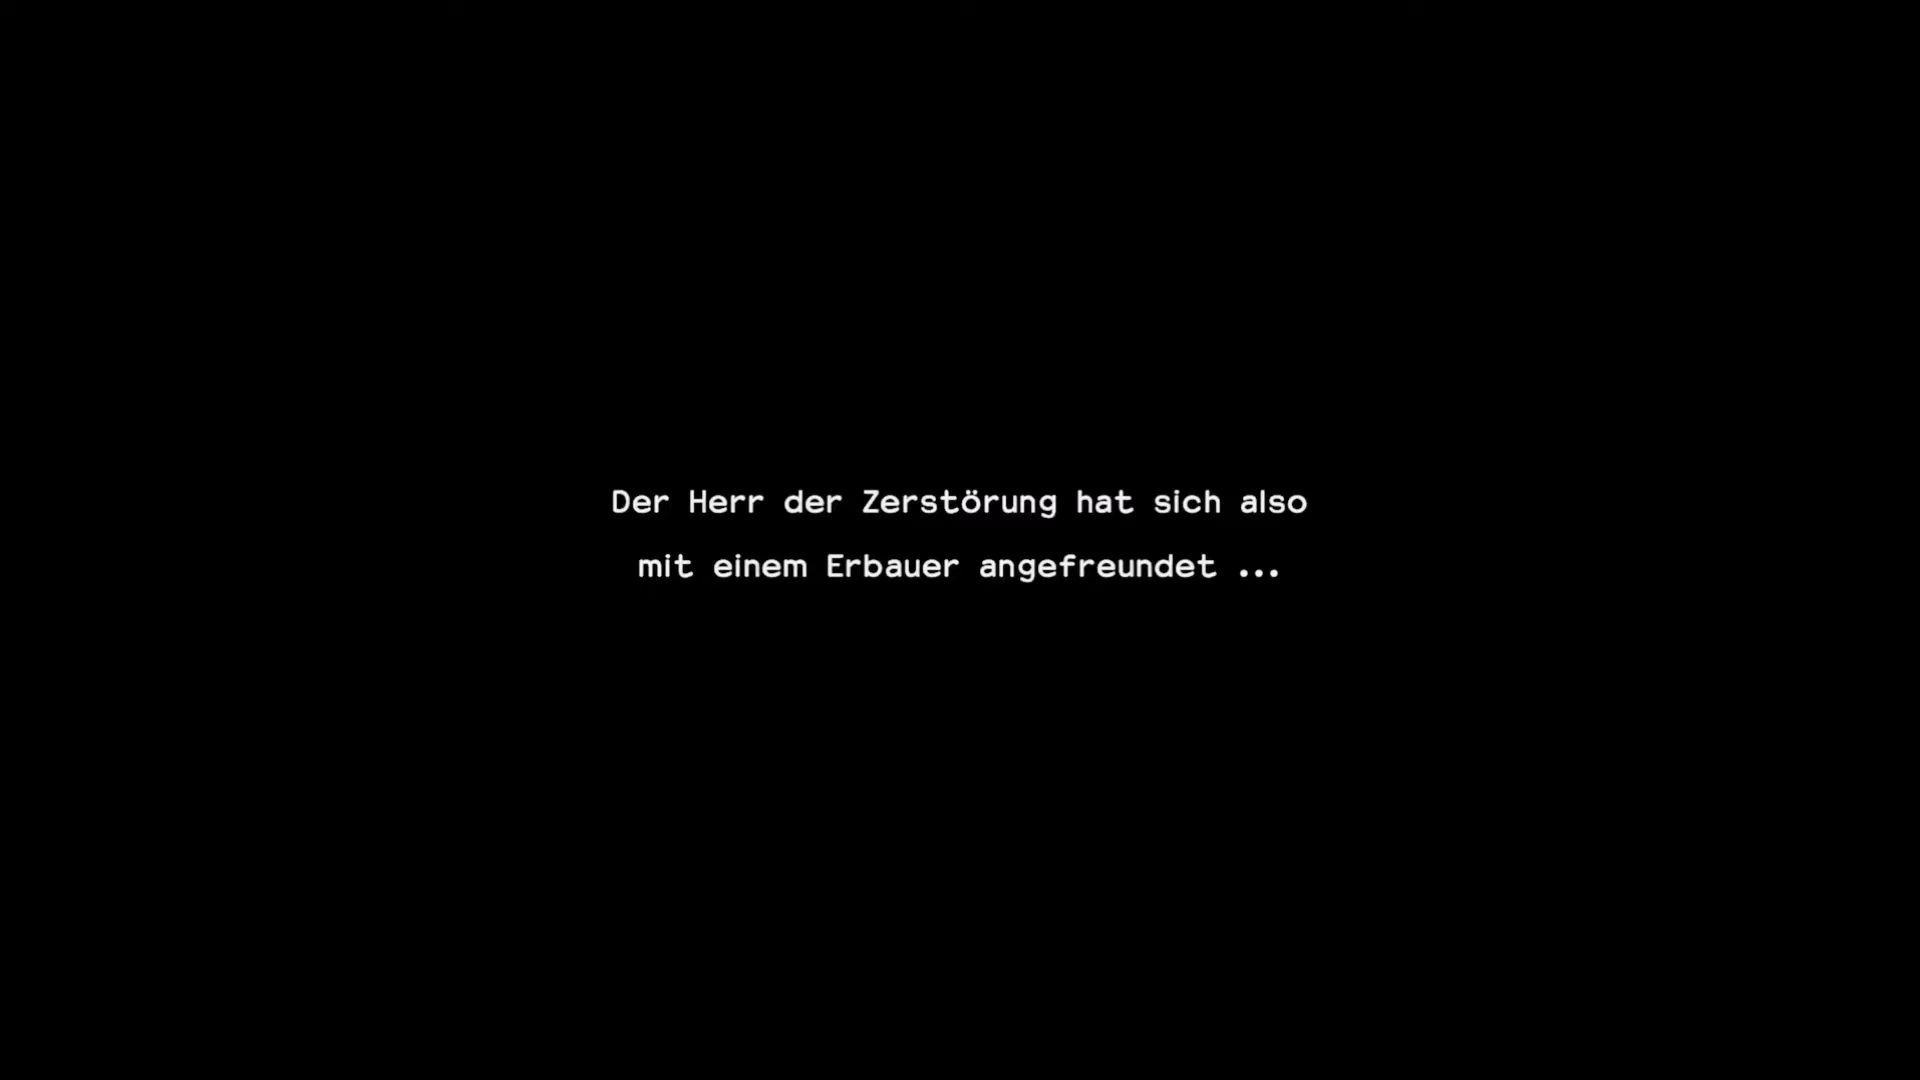 Der Herr der Zerstörung hat sich also
mit einem Erbauer angefreundet ...